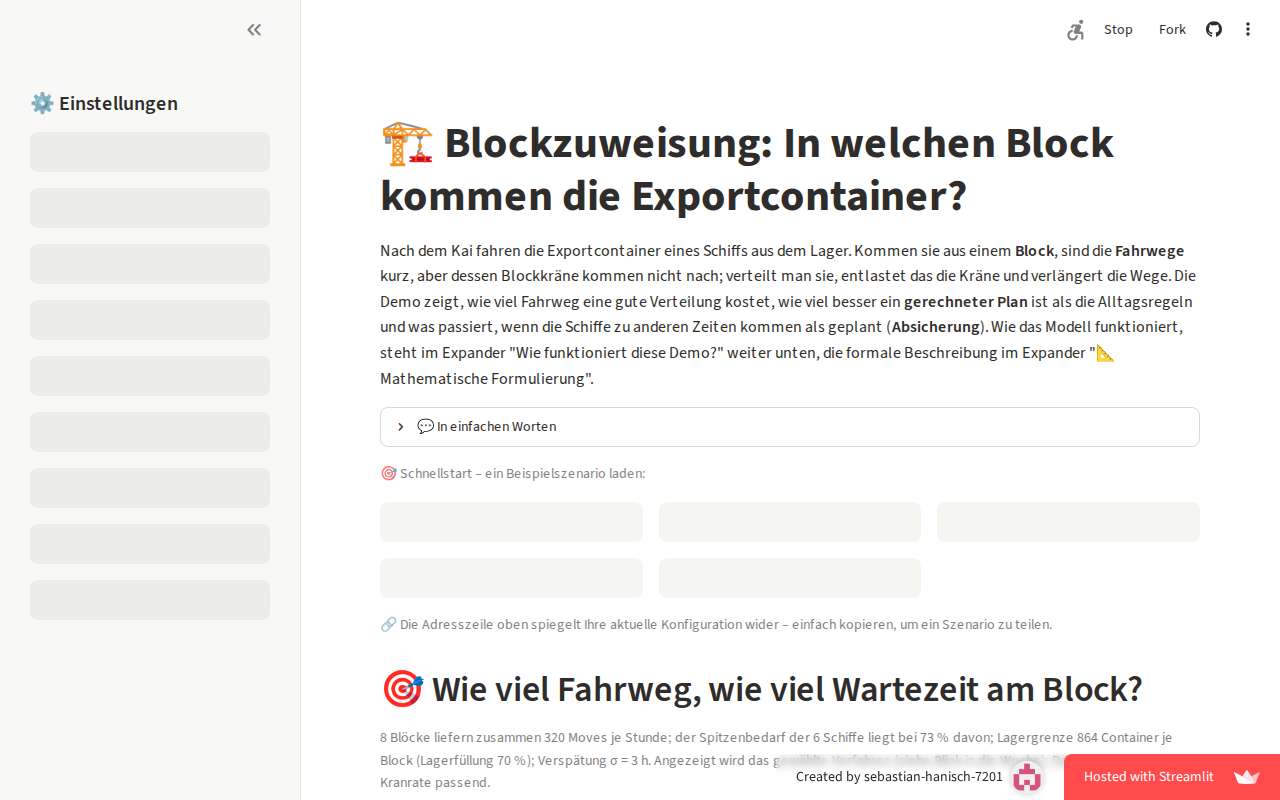 Stop
Fork
⚙️ Einstellungen
🏗️ Blockzuweisung: In welchen Block
kommen die Exportcontainer?
Nach dem Kai fahren die Exportcontainer eines Schiffs aus dem Lager. Kommen sie aus einem Block, sind die Fahrwege
kurz, aber dessen Blockkräne kommen nicht nach; verteilt man sie, entlastet das die Kräne und verlängert die Wege. Die
Demo zeigt, wie viel Fahrweg eine gute Verteilung kostet, wie viel besser ein gerechneter Plan ist als die Alltagsregeln
und was passiert, wenn die Schiffe zu anderen Zeiten kommen als geplant (Absicherung). Wie das Modell funktioniert,
steht im Expander "Wie funktioniert diese Demo?" weiter unten, die formale Beschreibung im Expander "📐
Mathematische Formulierung".
💬 In einfachen Worten
🎯 Schnellstart – ein Beispielszenario laden:
🔗 Die Adresszeile oben spiegelt Ihre aktuelle Konfiguration wider – einfach kopieren, um ein Szenario zu teilen.
🎯 Wie viel Fahrweg, wie viel Wartezeit am Block?
8 Blöcke liefern zusammen 320 Moves je Stunde; der Spitzenbedarf der 6 Schiffe liegt bei 73 % davon; Lagergrenze 864 Container je
Block (Lagerfüllung 70 %); Verspätung σ = 3 h. Angezeigt wird das
Kranrate passend.
Created by sebastian-hanisch-7201
Hosted with Streamlit